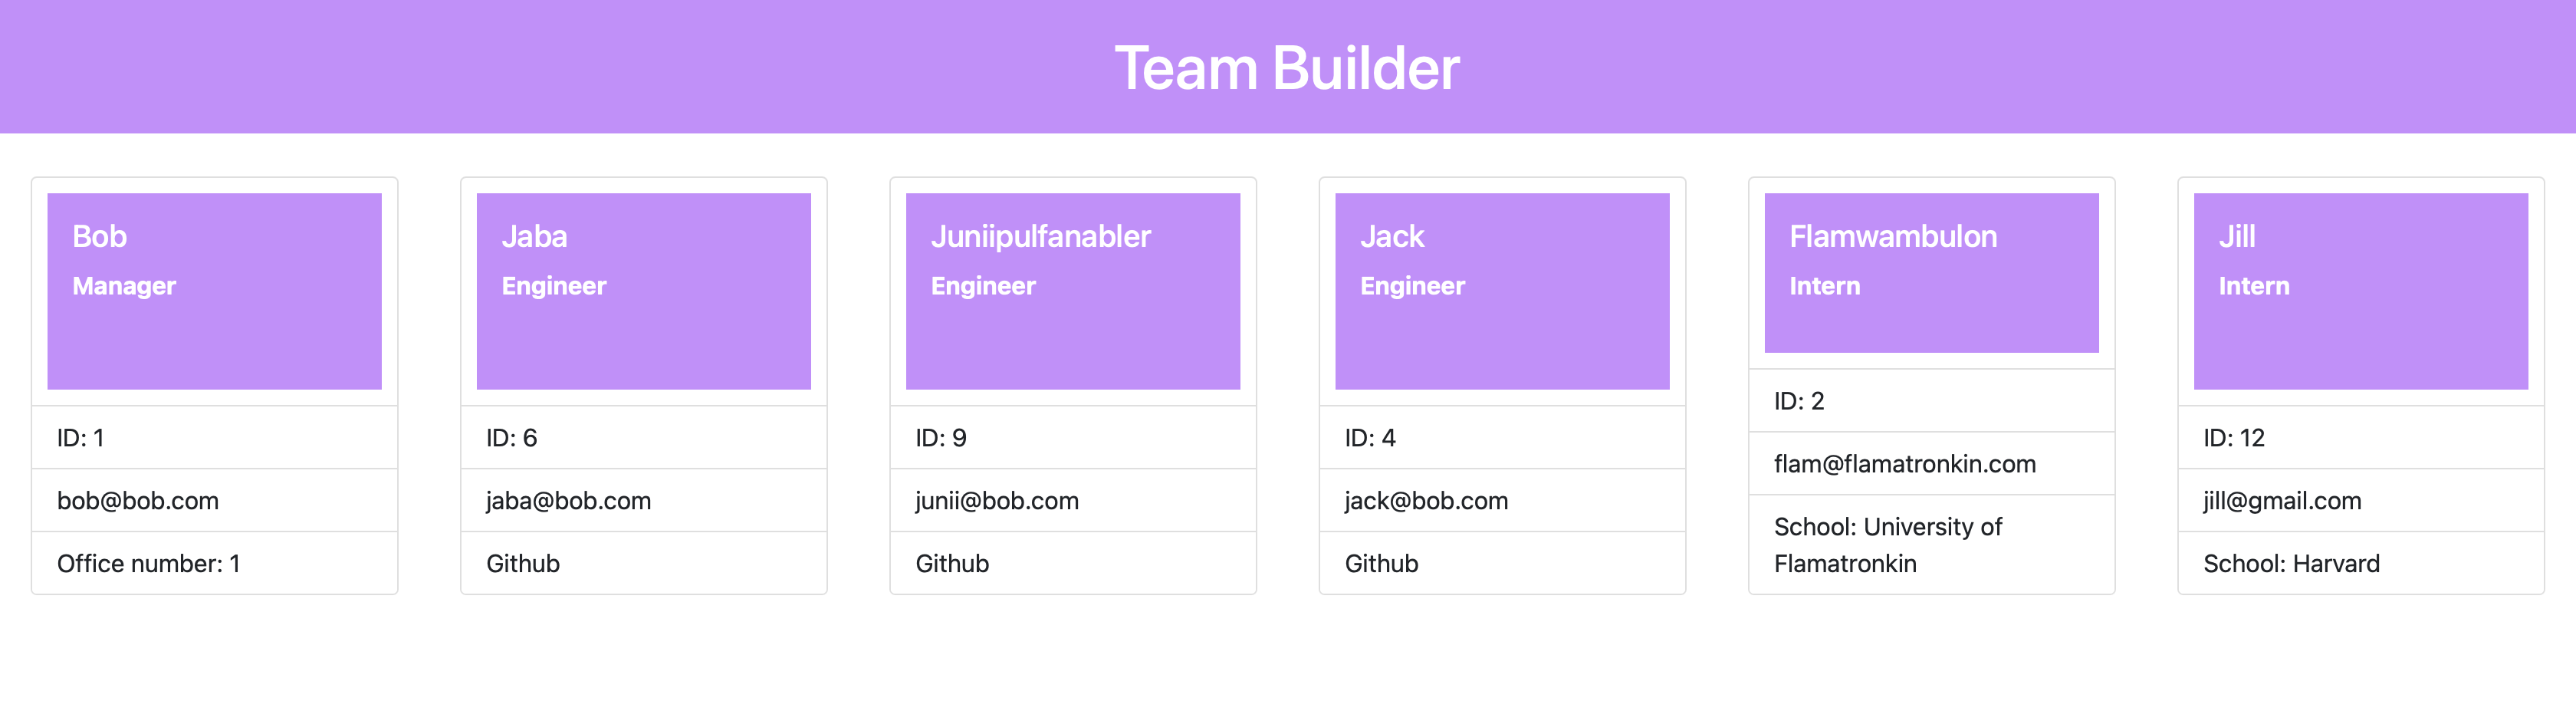 Team Builder
Bob
Manager
ID: 1
bob@bob.com
Office number: 1
Jaba
Engineer
ID: 6
jaba@bob.com
Github
Juniipulfanabler
Engineer
ID: 9
junii@bob.com
Github
Jack
Engineer
ID: 4
jack@bob.com
Github
Flamwambulon
Intern
ID: 2
flam@flamatronkin.com
School: University of
Flamatronkin
Jill
Intern
ID: 12
jill@gmail.com
School: Harvard